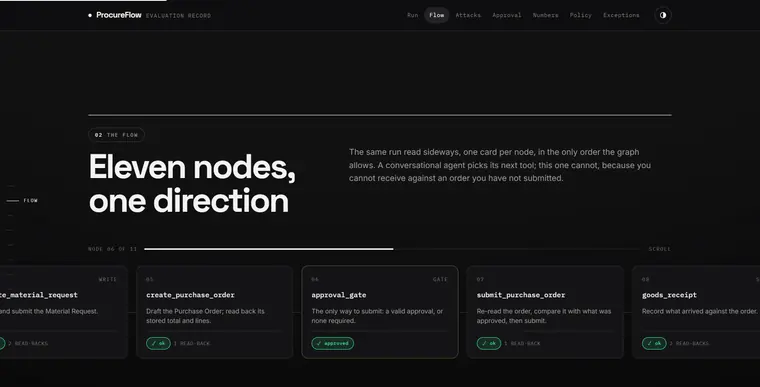 ProcureFlow EVALUATION RECORD
Run Flow Attacks Approval Numbers Policy Exceptions
02 THE FLOW
Eleven nodes,
one direction
The same run read sideways, one card per node, in the only order the graph
allows. A conversational agent picks its next tool; this one cannot, because you
cannot receive against an order you have not submitted.
FLOW
NODE 06 OF 11
SCROLL
WRITE
te_material_request
and submit the Material Request.
2 READ-BACKS
05
create_purchase_order
Draft the Purchase Order; read back its
stored total and lines.
✓ ok 1 READ-BACK
06 GATE
approval_gate
The only way to submit: a valid approval, or
none required.
✓ approved
07
submit_purchase_order
Re-read the order, compare it with what was
approved, then submit.
✓ ok 1 READ-BACK
08
goods_receipt
Record what arrived against the order.
✓ ok 2 READ-BACKS